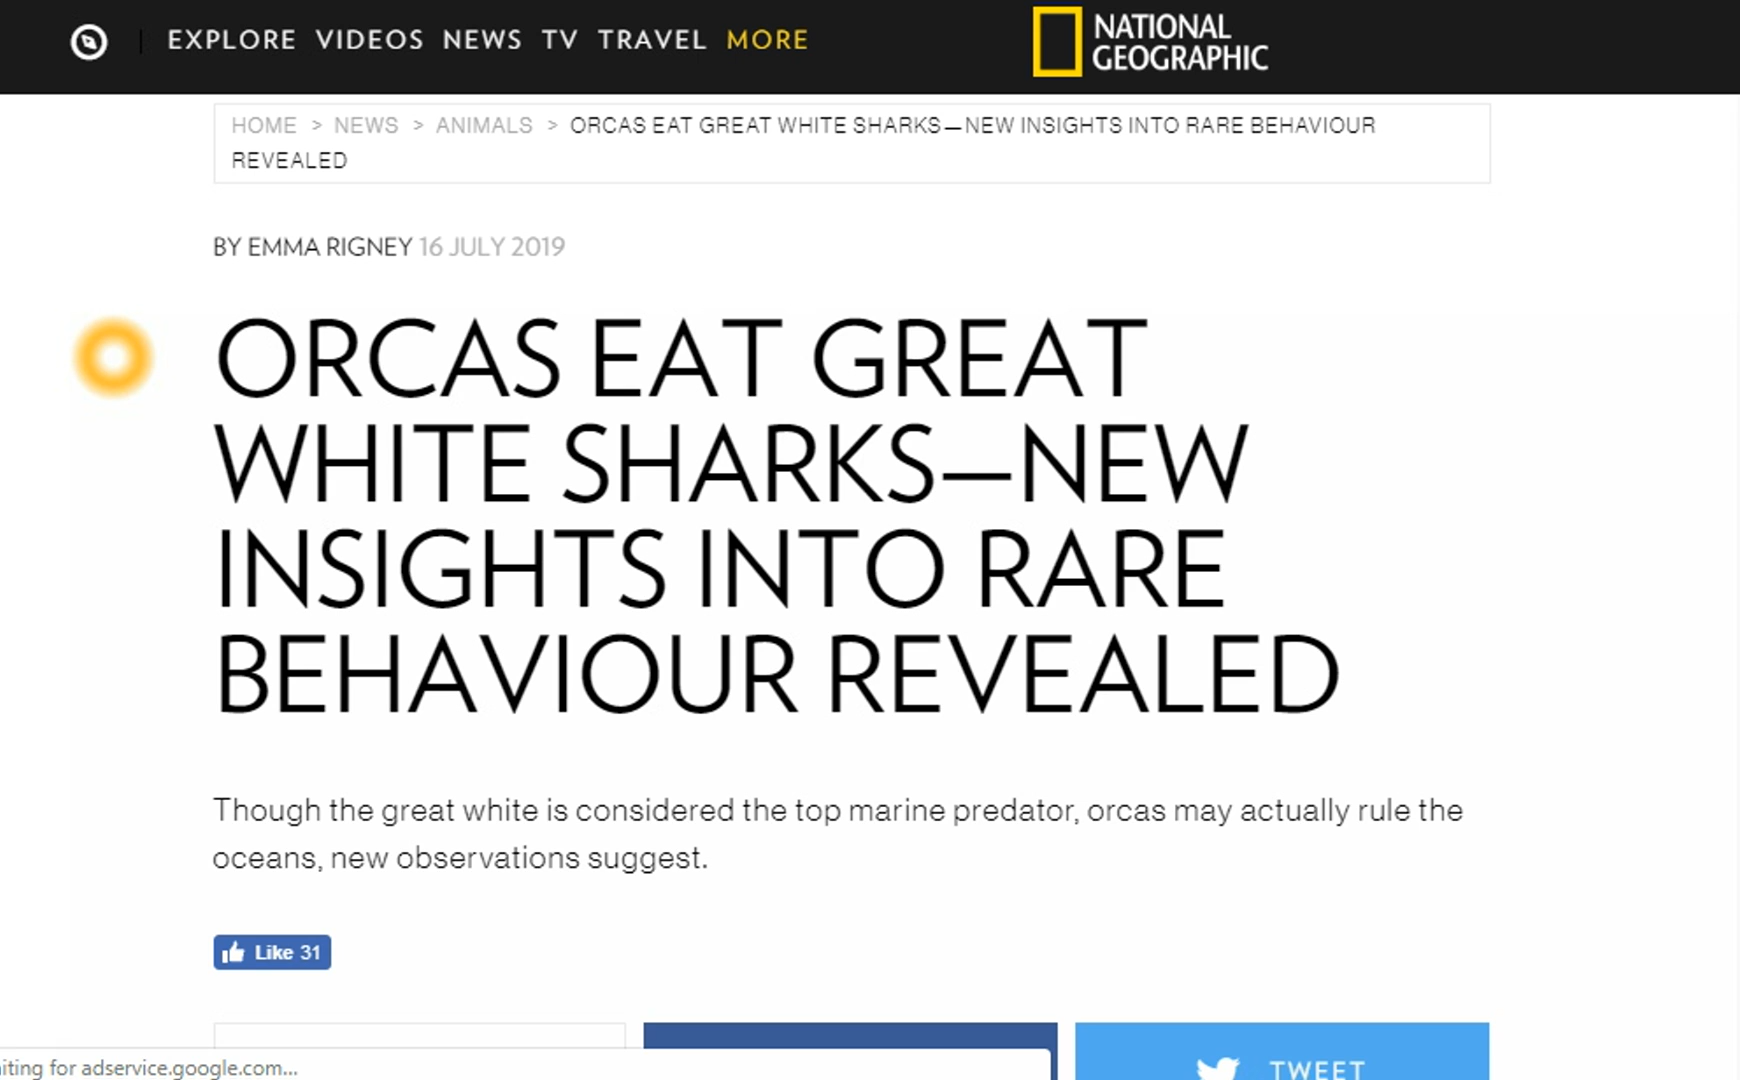 EXPLORE VIDEOS NEWS TV TRAVEL MORE
NATIONAL
GEOGRAPHIC
HOME > NEWS > ANIMALS > ORCAS EAT GREAT WHITE SHARKS—NEW INSIGHTS INTO RARE BEHAVIOUR
REVEALED
BY EMMA RIGNEY 16 JULY 2019
ORCAS EAT GREAT
WHITE SHARKS—NEW
INSIGHTS INTO RARE
BEHAVIOUR REVEALED
Though the great white is considered the top marine predator, orcas may actually rule the
oceans, new observations suggest.
Like 31
TWEET
iting for adservice.google.com...